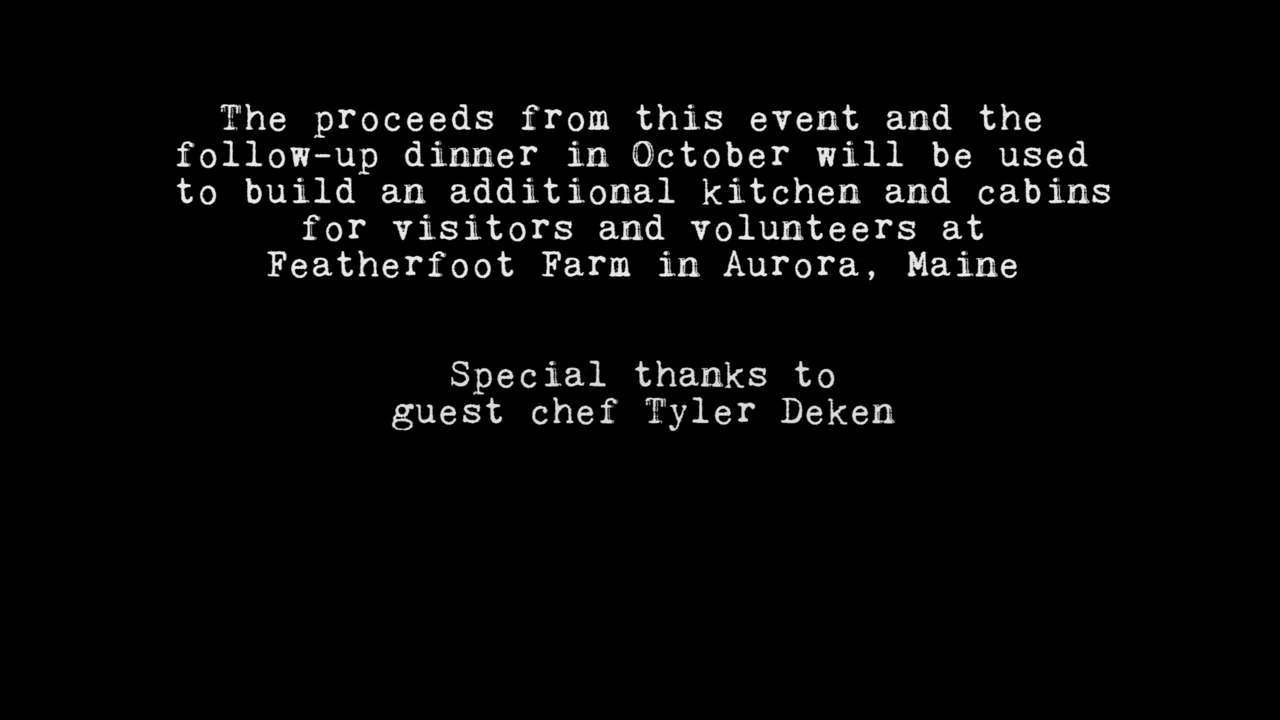 The proceeds from this event and the
follow-up dinner in October will be used
to build an additional kitchen and cabins
for visitors and volunteers at
Featherfoot Farm in Aurora, Maine
Special thanks to
guest chef Tyler Deken